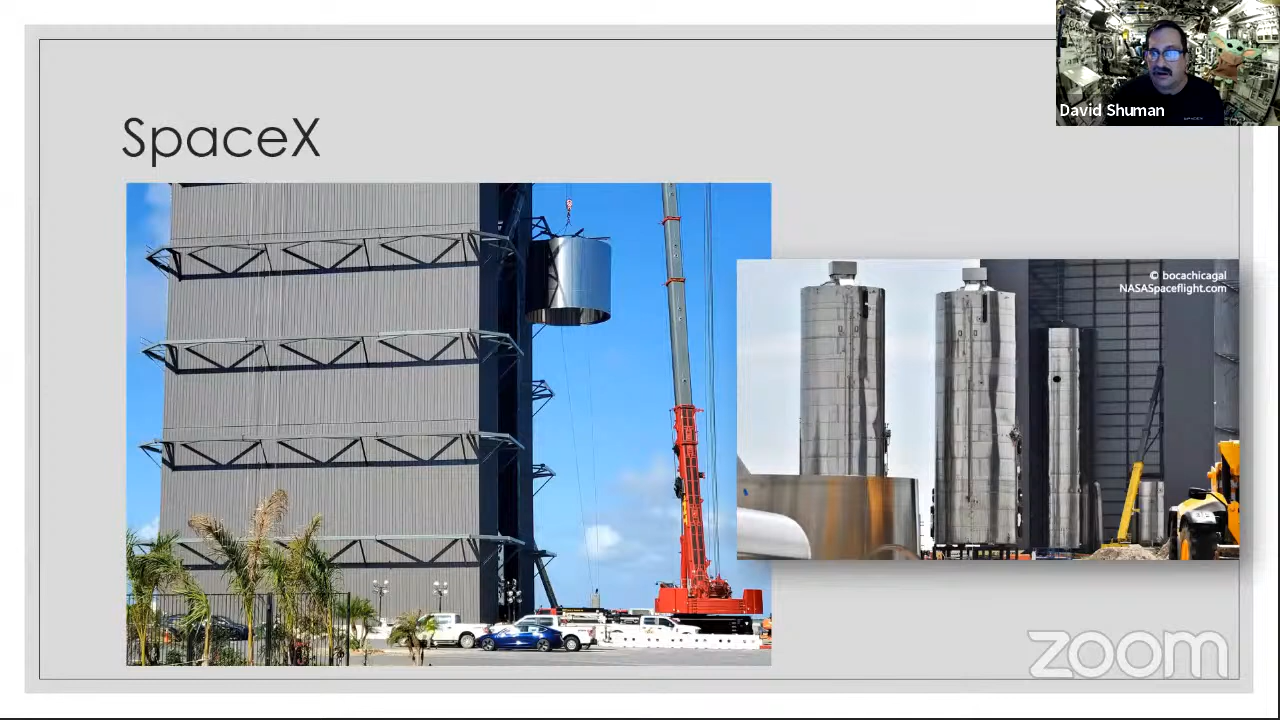 David Shuman
SpaceX
© bocachicagal
NASASpaceflight.com
zoom